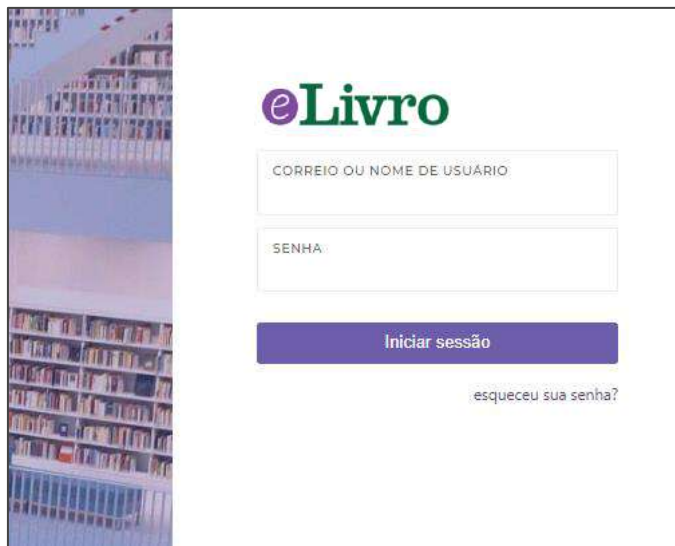 eLivro
CORREIO OU NOME DE USUÁRIO
SENHA
Iniciar sessão
esqueceu sua senha?